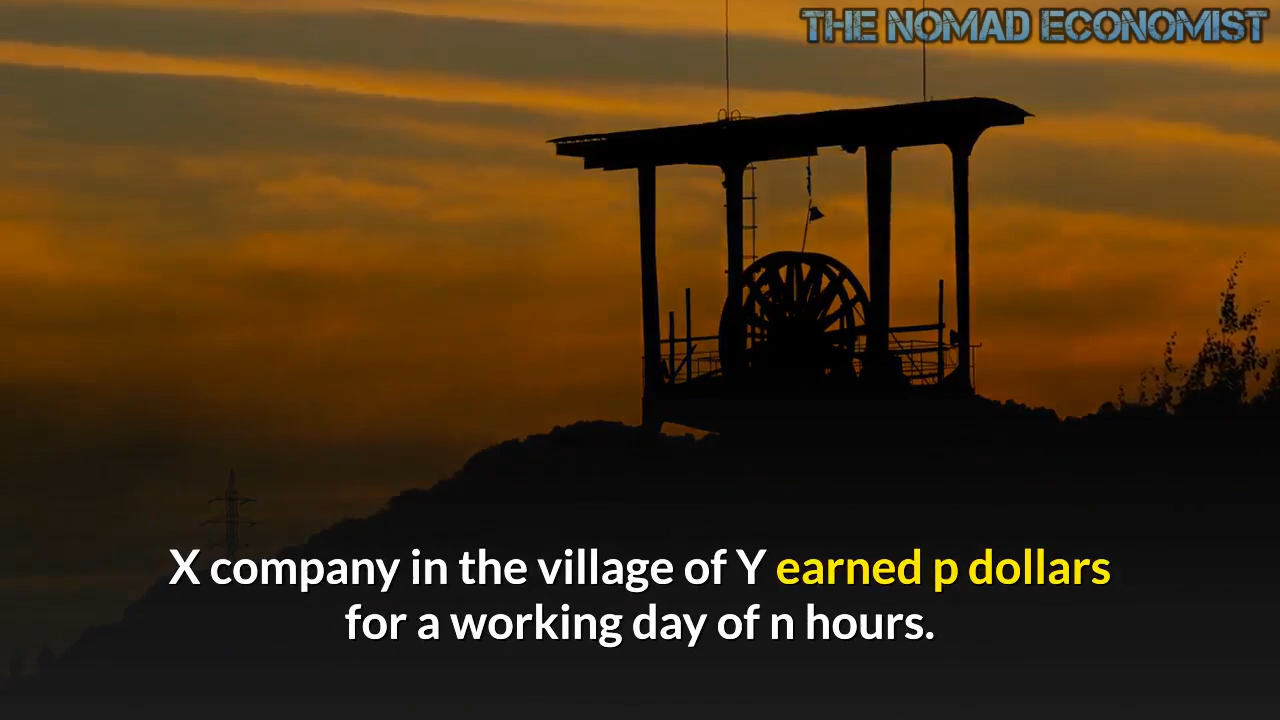 THE NOMAD ECONOMIST
X company in the village of Y earned p dollars
for a working day of n hours.